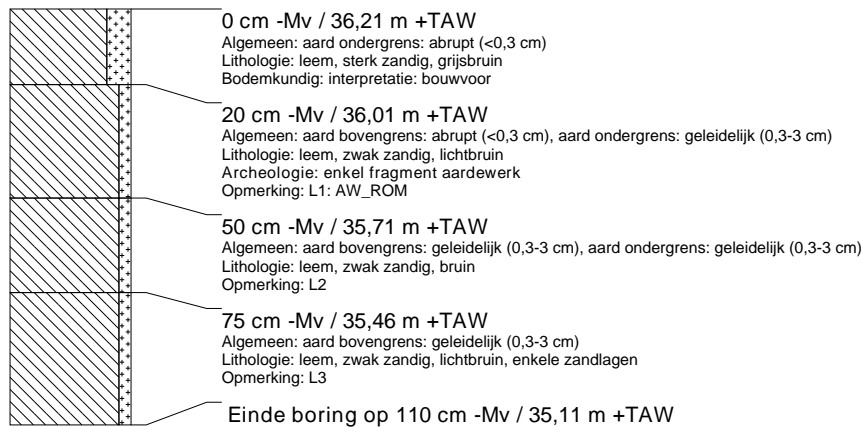 0 cm -Mv / 36,21 m +TAW
Algemeen: aard ondergrens: abrupt (<0,3 cm)
Lithologie: leem, sterk zandig, grijsbruin
Bodemkundig: interpretatie: bouwvoor
20 cm -Mv / 36,01 m +TAW
Algemeen: aard bovengrens: abrupt (<0,3 cm), aard ondergrens: geleidelijk (0,3-3 cm)
Lithologie: leem, zwak zandig, lichtbruin
Archeologie: enkel fragment aardewerk
Opmerking: L1: AW_ROM
50 cm -Mv / 35,71 m +TAW
Algemeen: aard bovengrens: geleidelijk (0,3-3 cm), aard ondergrens: geleidelijk (0,3-3 cm)
Lithologie: leem, zwak zandig, bruin
Opmerking: L2
75 cm -Mv / 35,46 m +TAW
Algemeen: aard bovengrens: geleidelijk (0,3-3 cm)
Lithologie: leem, zwak zandig, lichtbruin, enkele zandlagen
Opmerking: L3
Einde boring op 110 cm -Mv / 35,11 m +TAW